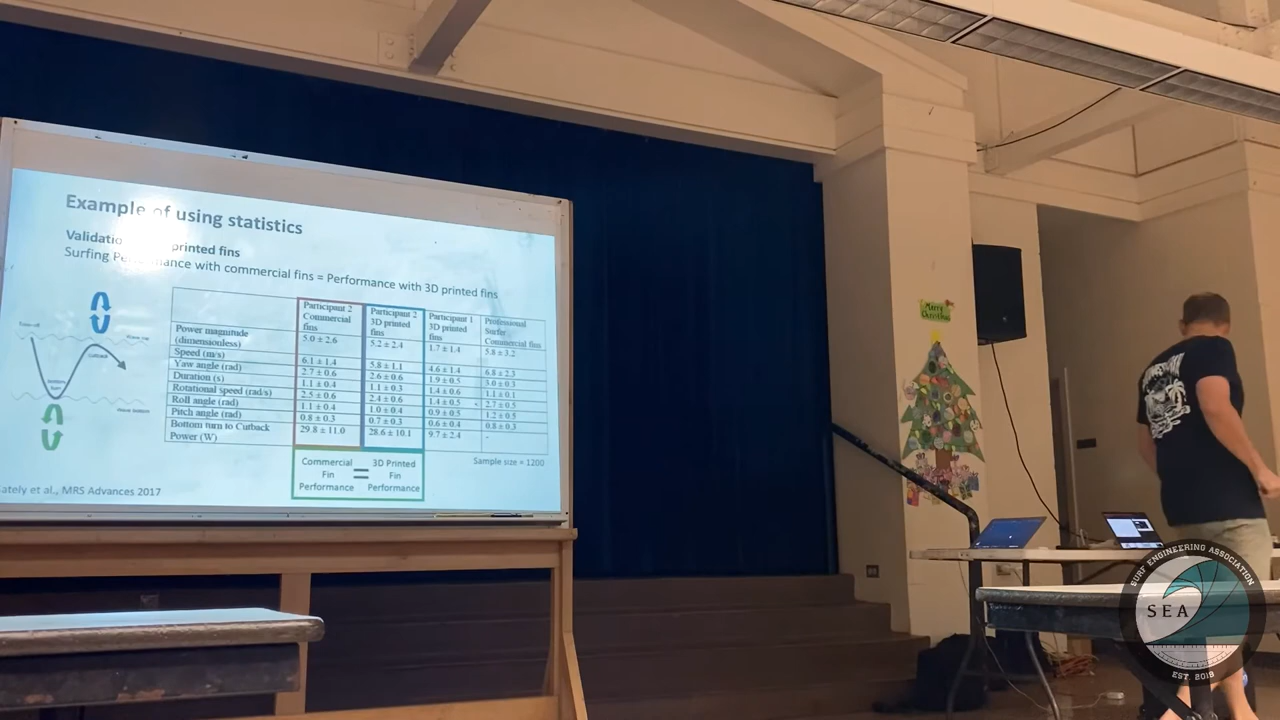 Example of using statistics
printed fins
Surfing
with commercial fins = Performance with 3D printed fins
Participant 2 Commercial fins
Participant 2 3D printed fins
Participant 1 3D printed fins
Professional Surfer Commercial fins
Power magnitude (dimensionless) 5.0 ± 2.6 5.2 ± 2.4 1.7 ± 1.4 5.8 ± 3.2
Speed (m/s) 6.1 ± 1.4 5.8 ± 1.1 4.6 ± 1.4 6.8 ± 2.3
Yaw angle (rad) 2.7 ± 0.6 2.6 ± 0.6 1.9 ± 0.5 3.0 ± 0.3
Duration (s) 1.1 ± 0.4 1.1 ± 0.3 1.4 ± 0.6 1.1 ± 0.1
Rotational speed (rad/s) 2.5 ± 0.6 2.4 ± 0.6 1.4 ± 0.5 2.7 ± 0.5
Roll angle (rad) 1.1 ± 0.4 1.0 ± 0.4 0.9 ± 0.5 1.2 ± 0.5
Pitch angle (rad) 0.8 ± 0.3 0.7 ± 0.3 0.6 ± 0.4 0.8 ± 0.3
Bottom turn to Cutback Power (W) 29.8 ± 11.0 28.6 ± 10.1 9.7 ± 2.4 -
Commercial Fin Performance = 3D Printed Fin Performance
Sample size = 1200
ately et al., MRS Advances 2017
Merry Christmas
SURF ENGINEERING ASSOCIATION
SEA
EST. 2019